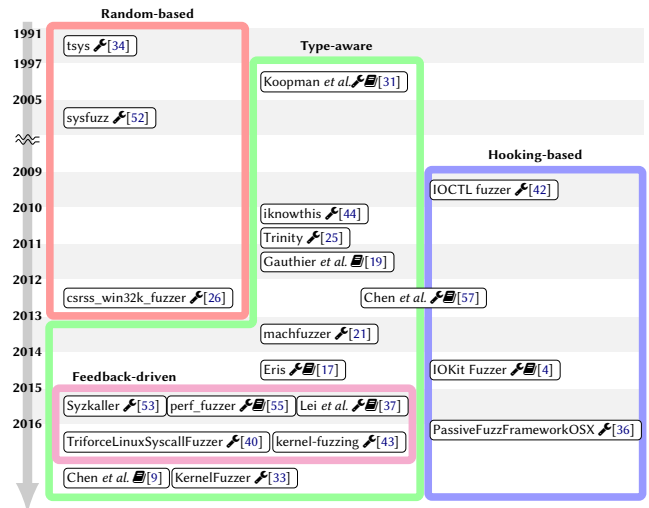 Random-based
1991
tsys [34]
Type-aware
1997
Koopman et al. [31]
2005
sysfuzz [52]
Hooking-based
2009
IOCTL fuzzer [42]
2010
iknowthis [44]
Trinity [25]
2011
Gauthier et al. [19]
2012
csrss_win32k_fuzzer [26]
Chen et al. [57]
2013
machfuzzer [21]
2014
Eris [17]
IOKit Fuzzer [4]
Feedback-driven
2015
Syzkaller [53] perf_fuzzer [55] Lei et al. [37]
2016
PassiveFuzzFrameworkOSX [36]
TriforceLinuxSyscallFuzzer [40] kernel-fuzzing [43]
Chen et al. [9] KernelFuzzer [33]